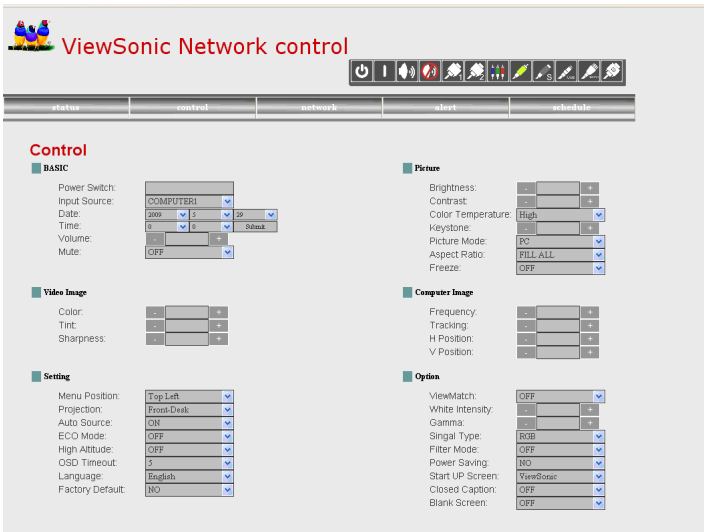 ViewSonic Network control
status control network alert schedule
Control
BASIC
Power Switch:
Input Source: COMPUTER1
Date: 2009 5 29
Time: 0 0 Submit
Volume: - +
Mute: OFF
Picture
Brightness: - +
Contrast: - +
Color Temperature: High
Keystone: - +
Picture Mode: PC
Aspect Ratio: FILL ALL
Freeze: OFF
Video Image
Color: - +
Tint: - +
Sharpness: - +
Computer Image
Frequency: - +
Tracking: - +
H Position: - +
V Position: - +
Setting
Menu Position: Top Left
Projection: Front-Desk
Auto Source: ON
ECO Mode: OFF
High Altitude: OFF
OSD Timeout: 5
Language: English
Factory Default: NO
Option
ViewMatch: OFF
White Intensity: - +
Gamma: - +
Singal Type: RGB
Filter Mode: OFF
Power Saving: NO
Start UP Screen: ViewSonic
Closed Caption: OFF
Blank Screen: OFF